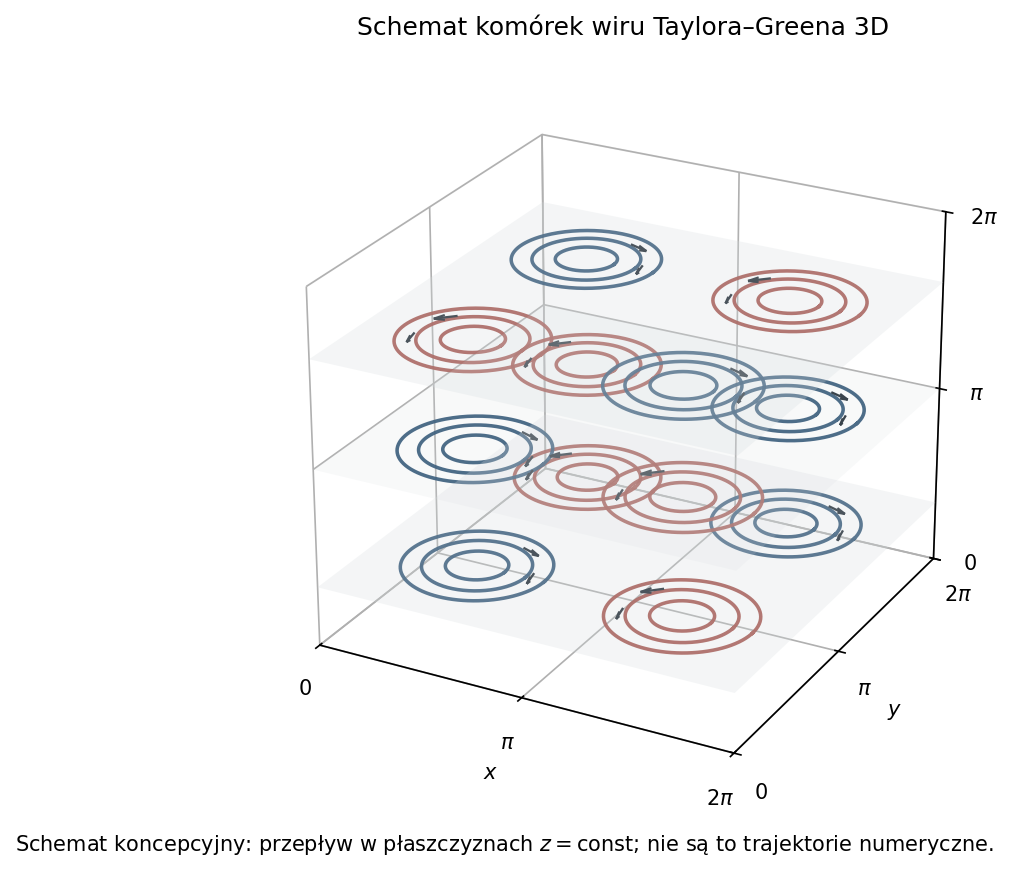 Schemat komórek wiru Taylora–Greena 3D
2π
π
0
2π
0
π
y
π
x
2π
0
Schemat koncepcyjny: przepływ w płaszczyznach z = const; nie są to trajektorie numeryczne.